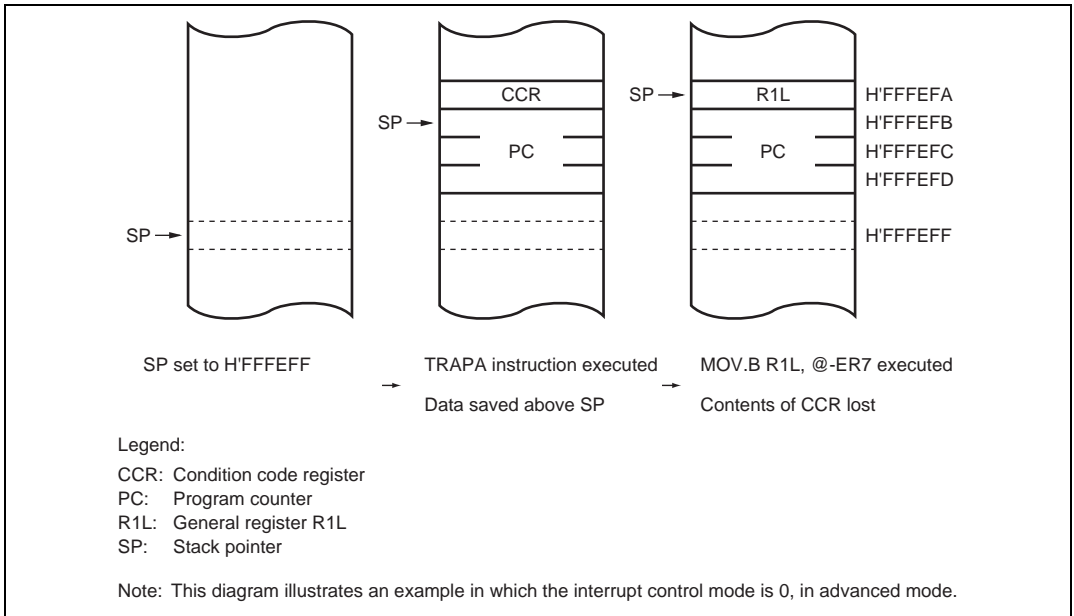 CCR
SP
R1L
H'FFFEFA
SP
H'FFFEFB
PC
PC
H'FFFEFC
H'FFFEFD
SP
H'FFFEFF
SP set to H'FFFEFF
TRAPA instruction executed
MOV.B R1L, @-ER7 executed
Data saved above SP
Contents of CCR lost
Legend:
CCR: Condition code register
PC: Program counter
R1L: General register R1L
SP: Stack pointer
Note: This diagram illustrates an example in which the interrupt control mode is 0, in advanced mode.